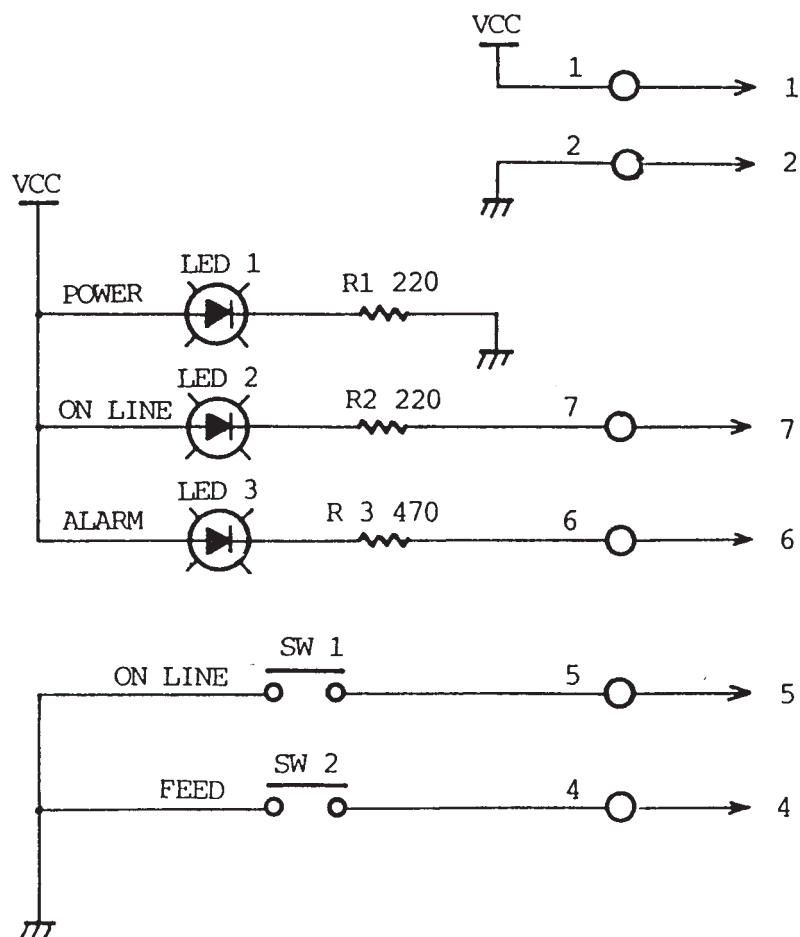 VCC
1 1
2 2
VCC
LED 1
POWER R1 220
LED 2
ON LINE R2 220 7 7
LED 3
ALARM R 3 470 6 6
SW 1
ON LINE 5 5
SW 2
FEED 4 4